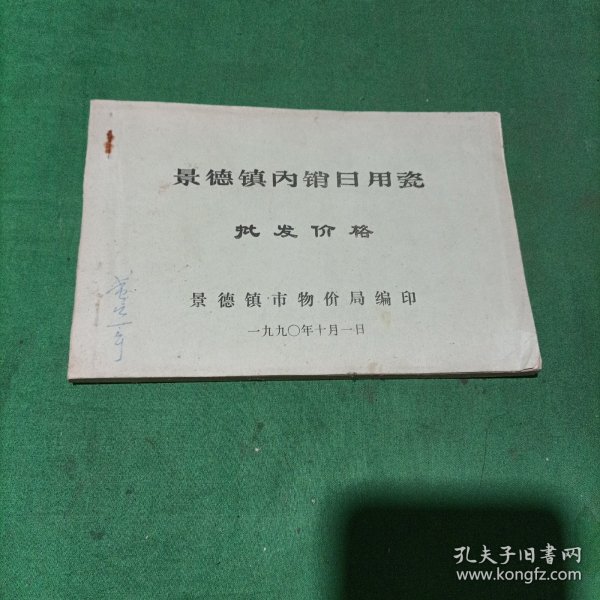 景德镇内销日用瓷
批发价格
景德镇市物价局编印
一九九〇年十月一日
孔夫子旧书网
www.kongfz.com